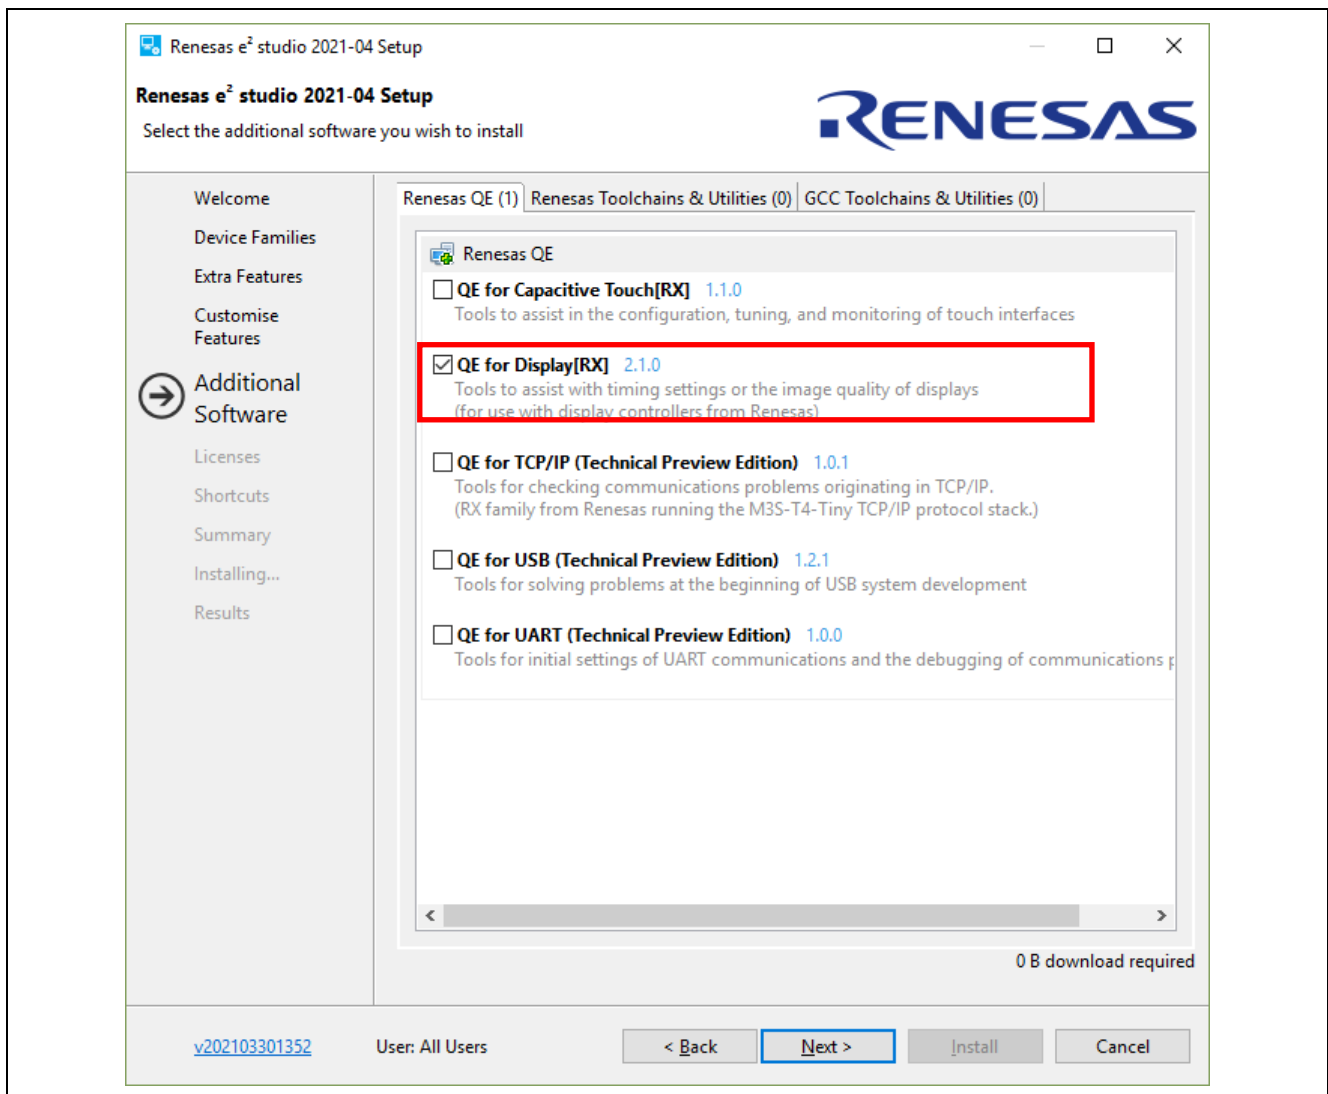 Renesas e² studio 2021-04 Setup
Renesas e² studio 2021-04 Setup
Select the additional software you wish to install
RENESAS
Welcome
Device Families
Extra Features
Customise
Features
Additional
Software
Licenses
Shortcuts
Summary
Installing...
Results
Renesas QE (1) Renesas Toolchains & Utilities (0) GCC Toolchains & Utilities (0)
Renesas QE
QE for Capacitive Touch[RX] 1.1.0
Tools to assist in the configuration, tuning, and monitoring of touch interfaces
QE for Display[RX] 2.1.0
Tools to assist with timing settings or the image quality of displays
(for use with display controllers from Renesas)
QE for TCP/IP (Technical Preview Edition) 1.0.1
Tools for checking communications problems originating in TCP/IP.
(RX family from Renesas running the M3S-T4-Tiny TCP/IP protocol stack.)
QE for USB (Technical Preview Edition) 1.2.1
Tools for solving problems at the beginning of USB system development
QE for UART (Technical Preview Edition) 1.0.0
Tools for initial settings of UART communications and the debugging of communications
0 B download required
v202103301352 User: All Users < Back Next > Install Cancel